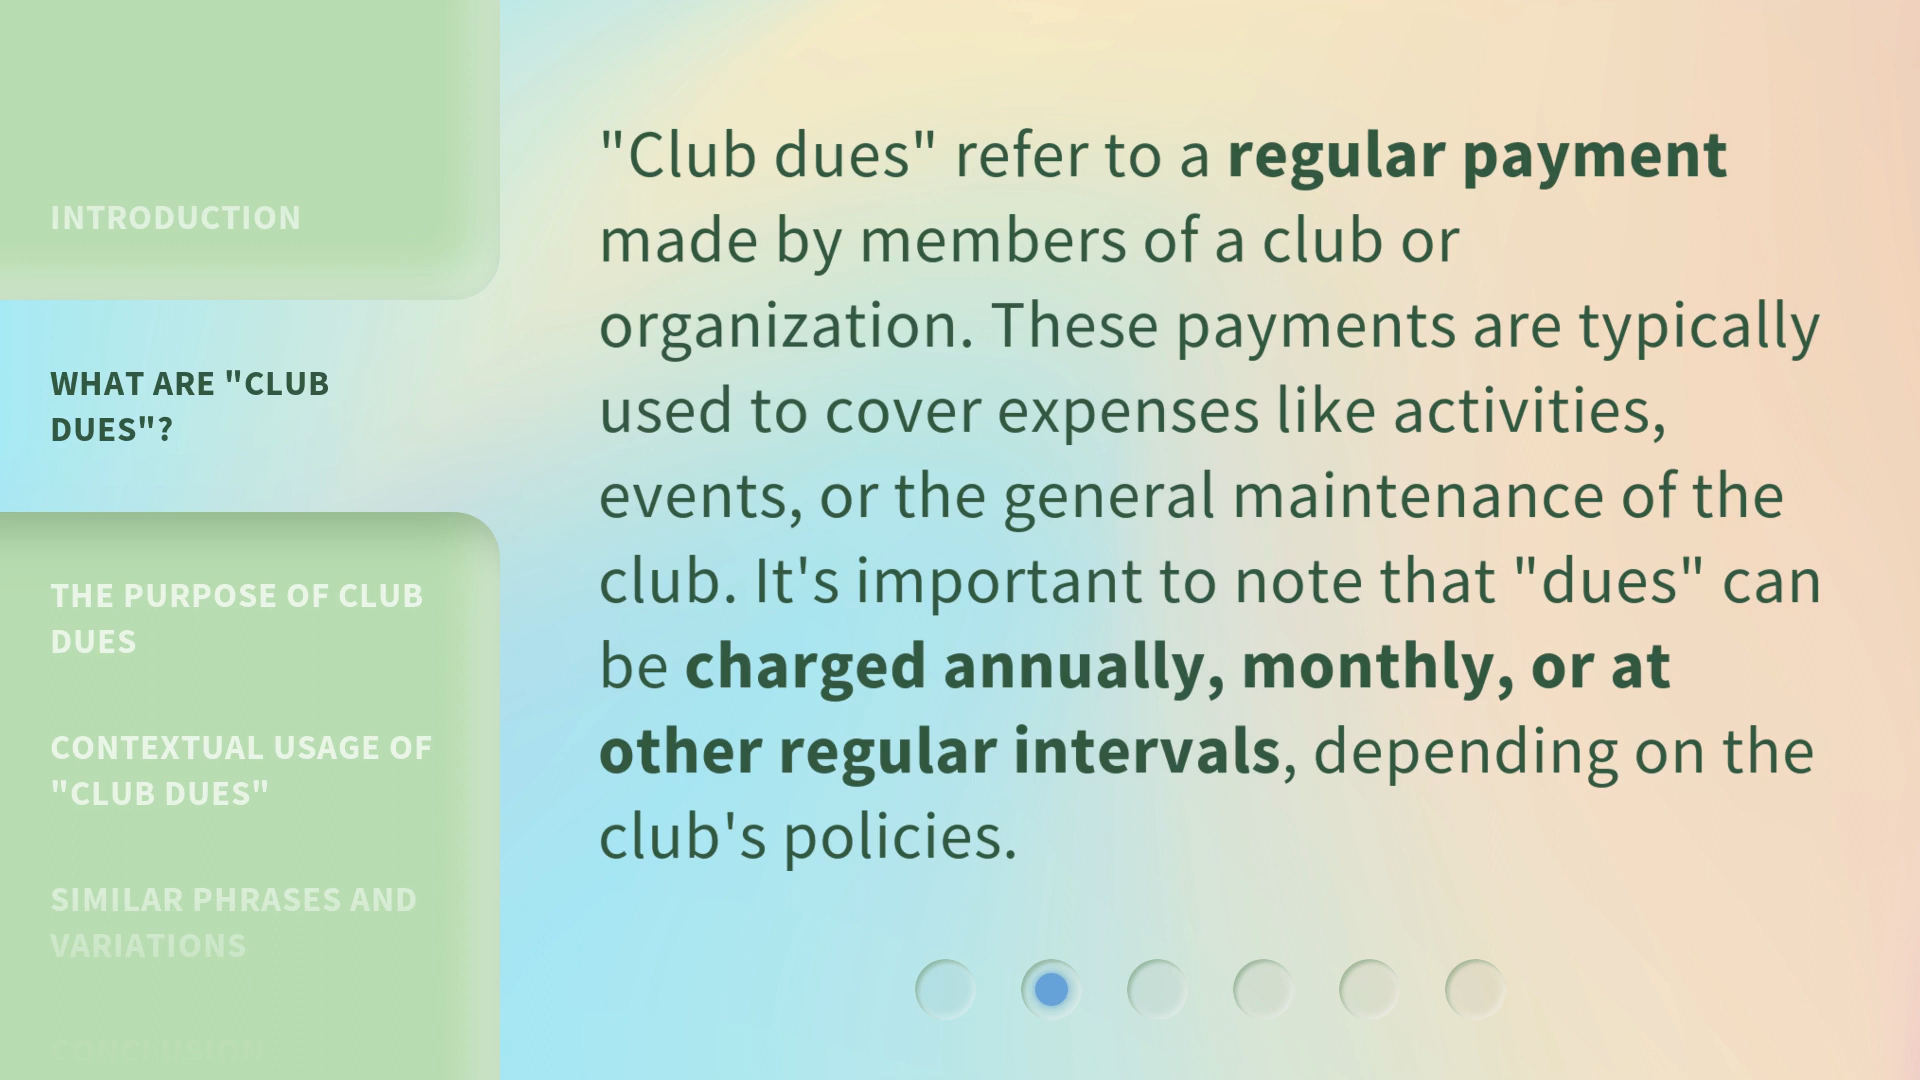 INTRODUCTION
WHAT ARE "CLUB
DUES"?
THE PURPOSE OF CLUB
DUES
CONTEXTUAL USAGE OF
"CLUB DUES"
SIMILAR PHRASES AND
VARIATIONS
CONCLUSION
"Club dues" refer to a regular payment
made by members of a club or
organization. These payments are typically
used to cover expenses like activities,
events, or the general maintenance of the
club. It's important to note that "dues" can
be charged annually, monthly, or at
other regular intervals, depending on the
club's policies.